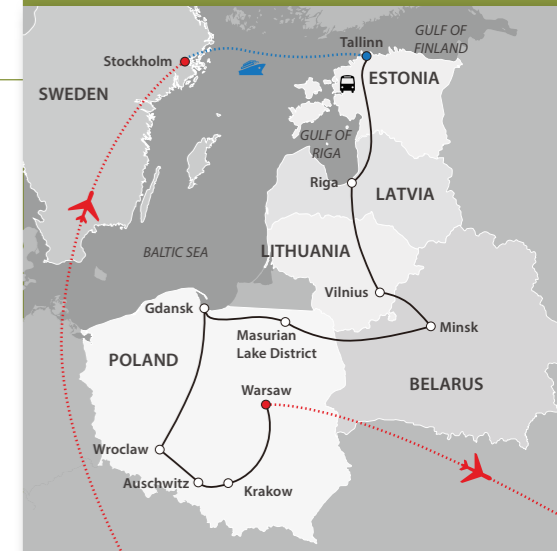 GULF OF
FINLAND
Tallinn
Stockholm
ESTONIA
SWEDEN
GULF OF
RIGA
Riga
LATVIA
BALTIC SEA
LITHUANIA
Vilnius
Gdansk
Minsk
Masurian
Lake District
POLAND
BELARUS
Warsaw
Wroclaw
Auschwitz
Krakow